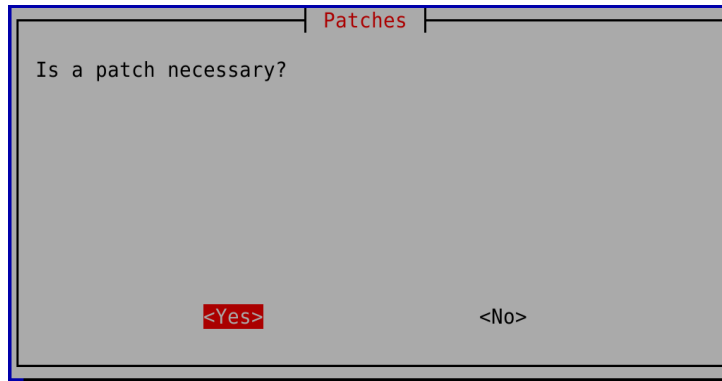 Patches
Is a patch necessary?
<Yes> <No>